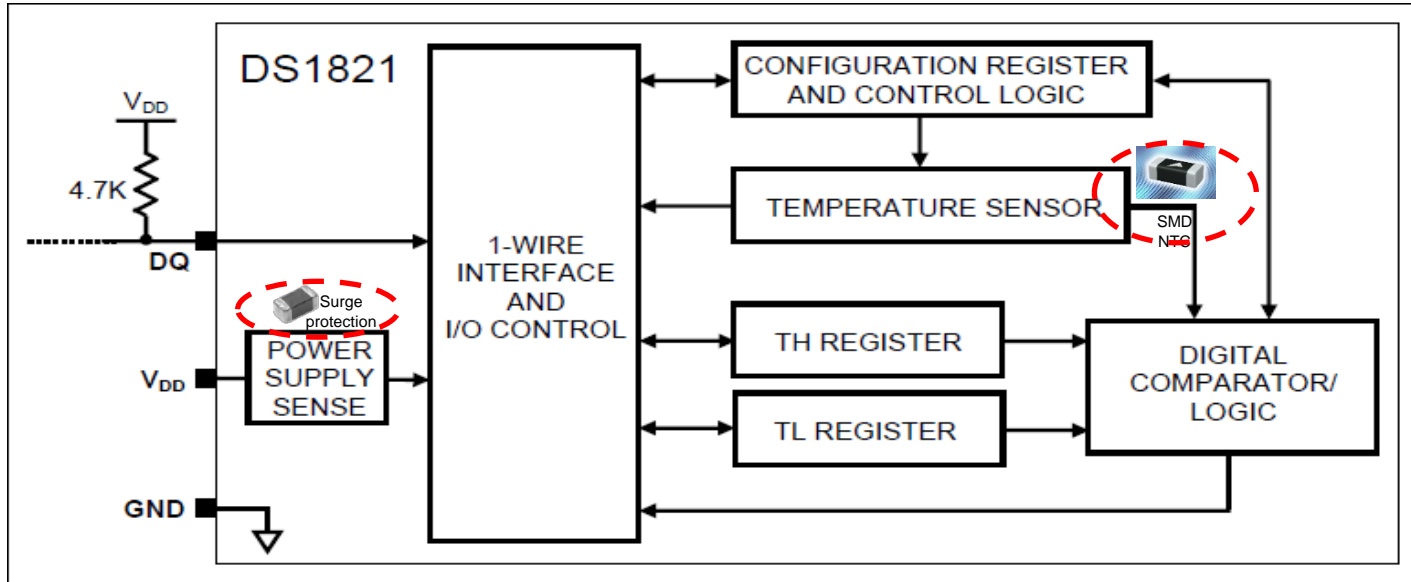 DS1821
VDD
4.7K
DQ
Surge
protection
POWER
SUPPLY
SENSE
VDD
GND
1-WIRE
INTERFACE
AND
I/O CONTROL
CONFIGURATION REGISTER
AND CONTROL LOGIC
TEMPERATURE SENSOR
SMD
NTC
TH REGISTER
TL REGISTER
DIGITAL
COMPARATOR/
LOGIC